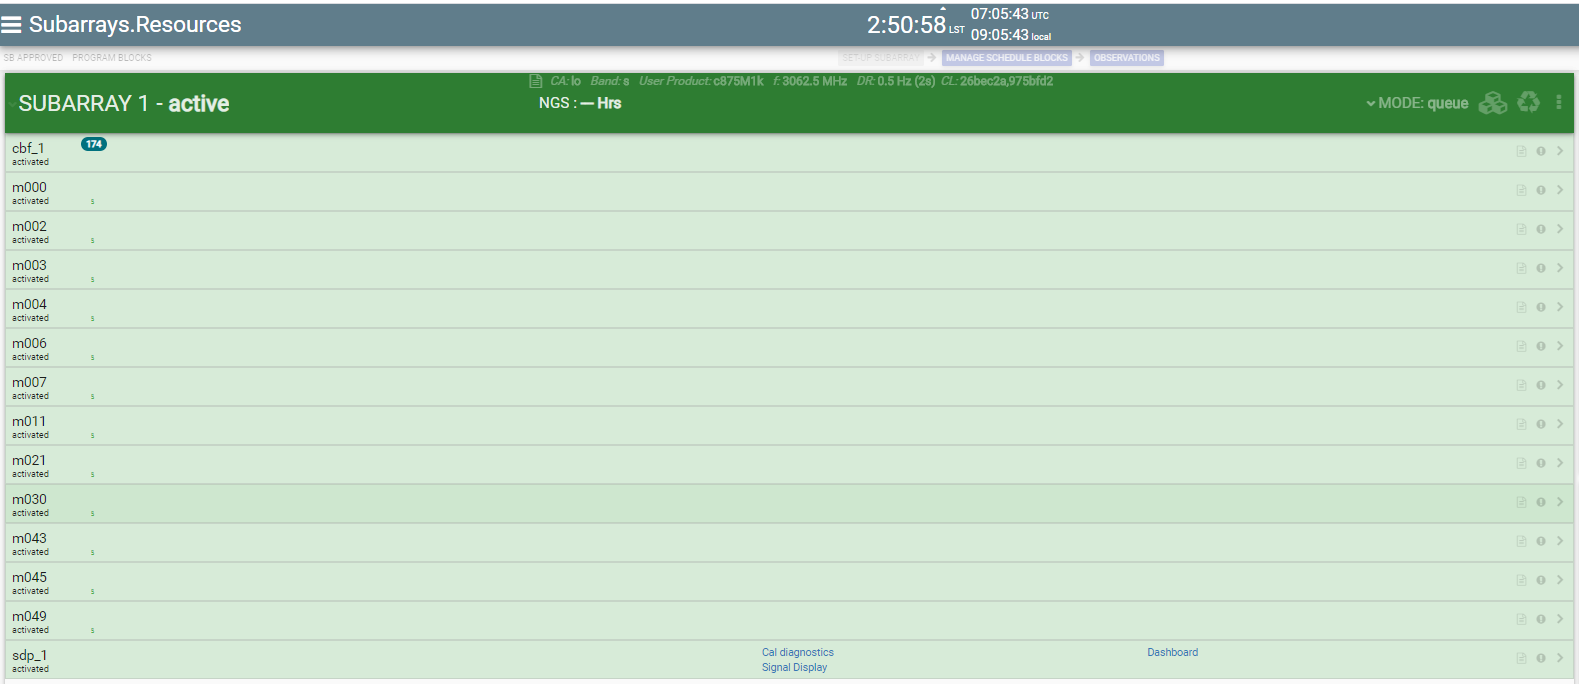 Subarrays.Resources
2:50:58 LST
07:05:43 UTC
09:05:43 local
SB APPROVED PROGRAM BLOCKS
SET-UP SUBARRAY MANAGE SCHEDULE BLOCKS OBSERVATIONS
CA: lo Band: s User Product: c875M1k f: 3062.5 MHz DR: 0.5 Hz (2s) CL: 26bec2a,975bfd2
SUBARRAY 1 - active
NGS : — Hrs
MODE: queue
cbf_1
174
activated
m000
activated s
m002
activated s
m003
activated s
m004
activated s
m006
activated s
m007
activated s
m011
activated s
m021
activated s
m030
activated s
m043
activated s
m045
activated s
m049
activated s
sdp_1
activated
Cal diagnostics
Signal Display
Dashboard